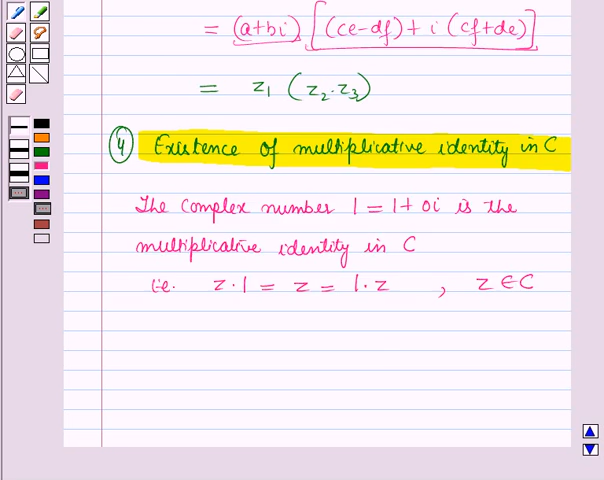 = (a+bi) [(ce-df) + i (cf+de)]
= z₁ (z₂.z₃)
④ Existence of multiplicative identity in C
The complex number 1 = 1+0i is the
multiplicative identity in C
i.e. z·1 = z = 1·z , z∈C